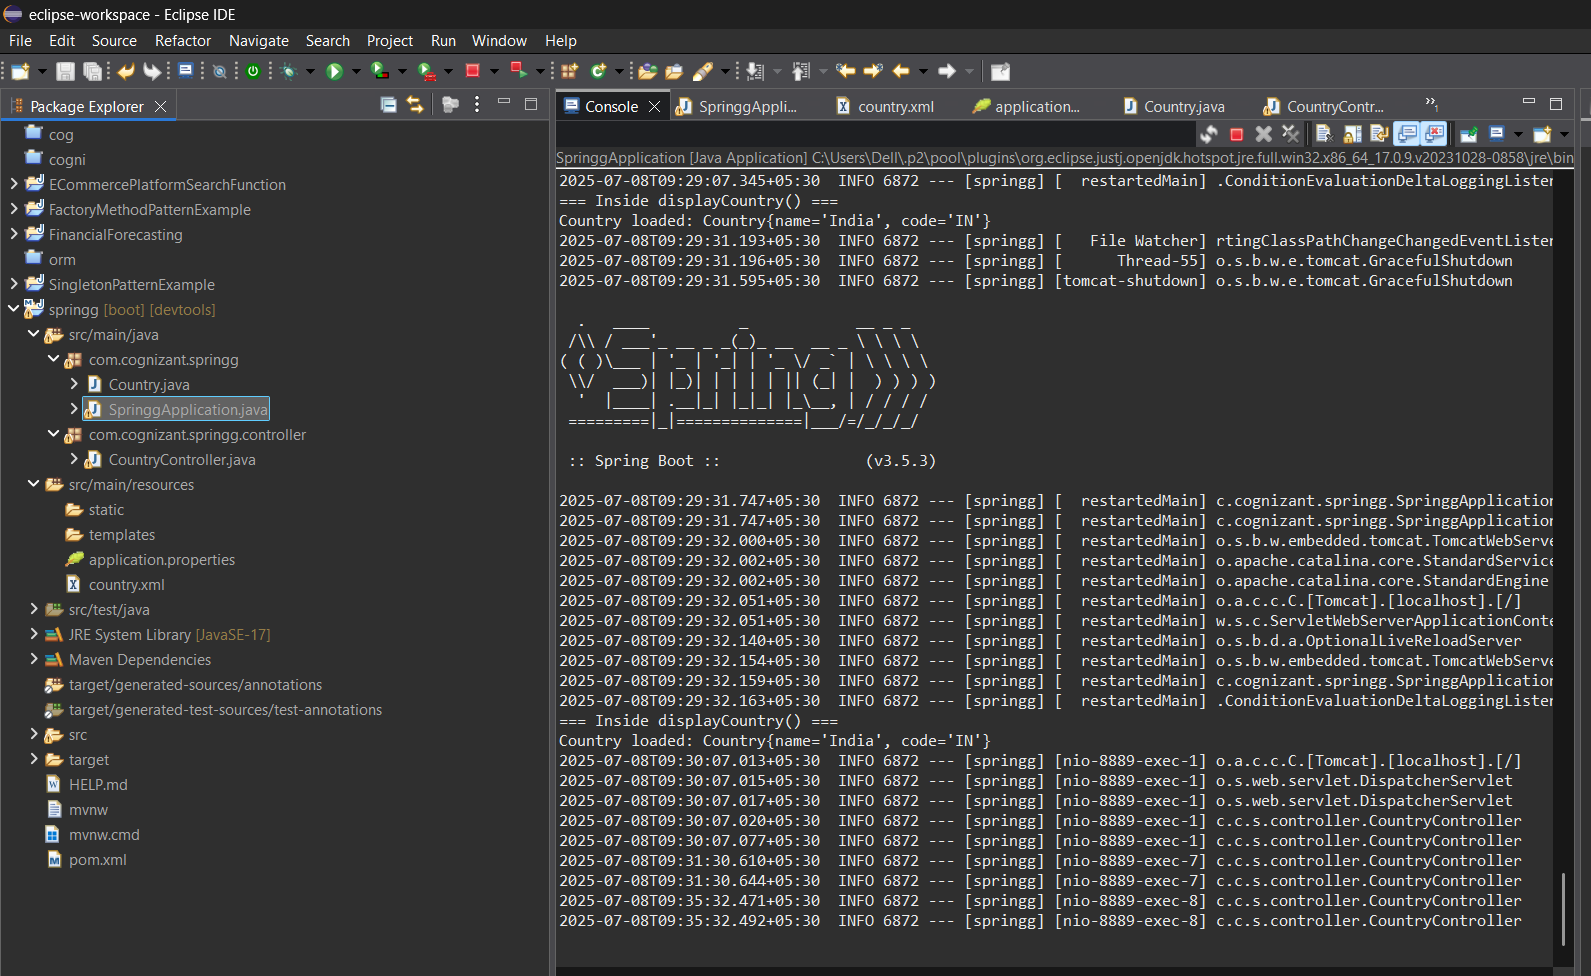 eclipse-workspace - Eclipse IDE
File Edit Source Refactor Navigate Search Project Run Window Help
Package Explorer
cog
cogni
ECommercePlatformSearchFunction
FactoryMethodPatternExample
FinancialForecasting
orm
SingletonPatternExample
springg [boot] [devtools]
src/main/java
com.cognizant.springg
Country.java
SpringgApplication.java
com.cognizant.springg.controller
CountryController.java
src/main/resources
static
templates
application.properties
country.xml
src/test/java
JRE System Library [JavaSE-17]
Maven Dependencies
target/generated-sources/annotations
target/generated-test-sources/test-annotations
src
target
HELP.md
mvnw
mvnw.cmd
pom.xml
Console SpringgAppli... country.xml application... Country.java CountryContr... »1
SpringgApplication [Java Application] C:\Users\Dell\.p2\pool\plugins\org.eclipse.justj.openjdk.hotspot.jre.full.win32.x86_64_17.0.9.v20231028-0858\jre\bin
2025-07-08T09:29:07.345+05:30  INFO 6872 --- [springg] [  restartedMain] .ConditionEvaluationDeltaLoggingLister
=== Inside displayCountry() ===
Country loaded: Country{name='India', code='IN'}
2025-07-08T09:29:31.193+05:30  INFO 6872 --- [springg] [   File Watcher] rtingClassPathChangeChangedEventLister
2025-07-08T09:29:31.196+05:30  INFO 6872 --- [springg] [      Thread-55] o.s.b.w.e.tomcat.GracefulShutdown
2025-07-08T09:29:31.595+05:30  INFO 6872 --- [springg] [tomcat-shutdown] o.s.b.w.e.tomcat.GracefulShutdown
  .   ____          _            __ _ _
 /\\ / ___'_ __ _ _(_)_ __  __ _ \ \ \ \
( ( )\___ | '_ | '_| | '_ \/ _` | \ \ \ \
 \\/  ___)| |_)| | | | | || (_| |  ) ) ) )
  '  |____| .__|_| |_|_| |_\__, | / / / /
 =========|_|==============|___/=/_/_/_/
 :: Spring Boot ::                (v3.5.3)
2025-07-08T09:29:31.747+05:30  INFO 6872 --- [springg] [  restartedMain] c.cognizant.springg.SpringgApplication
2025-07-08T09:29:31.747+05:30  INFO 6872 --- [springg] [  restartedMain] c.cognizant.springg.SpringgApplication
2025-07-08T09:29:32.000+05:30  INFO 6872 --- [springg] [  restartedMain] o.s.b.w.embedded.tomcat.TomcatWebServe
2025-07-08T09:29:32.002+05:30  INFO 6872 --- [springg] [  restartedMain] o.apache.catalina.core.StandardService
2025-07-08T09:29:32.002+05:30  INFO 6872 --- [springg] [  restartedMain] o.apache.catalina.core.StandardEngine
2025-07-08T09:29:32.051+05:30  INFO 6872 --- [springg] [  restartedMain] o.a.c.c.C.[Tomcat].[localhost].[/]
2025-07-08T09:29:32.051+05:30  INFO 6872 --- [springg] [  restartedMain] w.s.c.ServletWebServerApplicationConte
2025-07-08T09:29:32.140+05:30  INFO 6872 --- [springg] [  restartedMain] o.s.b.d.a.OptionalLiveReloadServer
2025-07-08T09:29:32.154+05:30  INFO 6872 --- [springg] [  restartedMain] o.s.b.w.embedded.tomcat.TomcatWebServe
2025-07-08T09:29:32.159+05:30  INFO 6872 --- [springg] [  restartedMain] c.cognizant.springg.SpringgApplication
2025-07-08T09:29:32.163+05:30  INFO 6872 --- [springg] [  restartedMain] .ConditionEvaluationDeltaLoggingLister
=== Inside displayCountry() ===
Country loaded: Country{name='India', code='IN'}
2025-07-08T09:30:07.013+05:30  INFO 6872 --- [springg] [nio-8889-exec-1] o.a.c.c.C.[Tomcat].[localhost].[/]
2025-07-08T09:30:07.015+05:30  INFO 6872 --- [springg] [nio-8889-exec-1] o.s.web.servlet.DispatcherServlet
2025-07-08T09:30:07.017+05:30  INFO 6872 --- [springg] [nio-8889-exec-1] o.s.web.servlet.DispatcherServlet
2025-07-08T09:30:07.020+05:30  INFO 6872 --- [springg] [nio-8889-exec-1] c.c.s.controller.CountryController
2025-07-08T09:30:07.077+05:30  INFO 6872 --- [springg] [nio-8889-exec-1] c.c.s.controller.CountryController
2025-07-08T09:31:30.610+05:30  INFO 6872 --- [springg] [nio-8889-exec-7] c.c.s.controller.CountryController
2025-07-08T09:31:30.644+05:30  INFO 6872 --- [springg] [nio-8889-exec-7] c.c.s.controller.CountryController
2025-07-08T09:35:32.471+05:30  INFO 6872 --- [springg] [nio-8889-exec-8] c.c.s.controller.CountryController
2025-07-08T09:35:32.492+05:30  INFO 6872 --- [springg] [nio-8889-exec-8] c.c.s.controller.CountryController